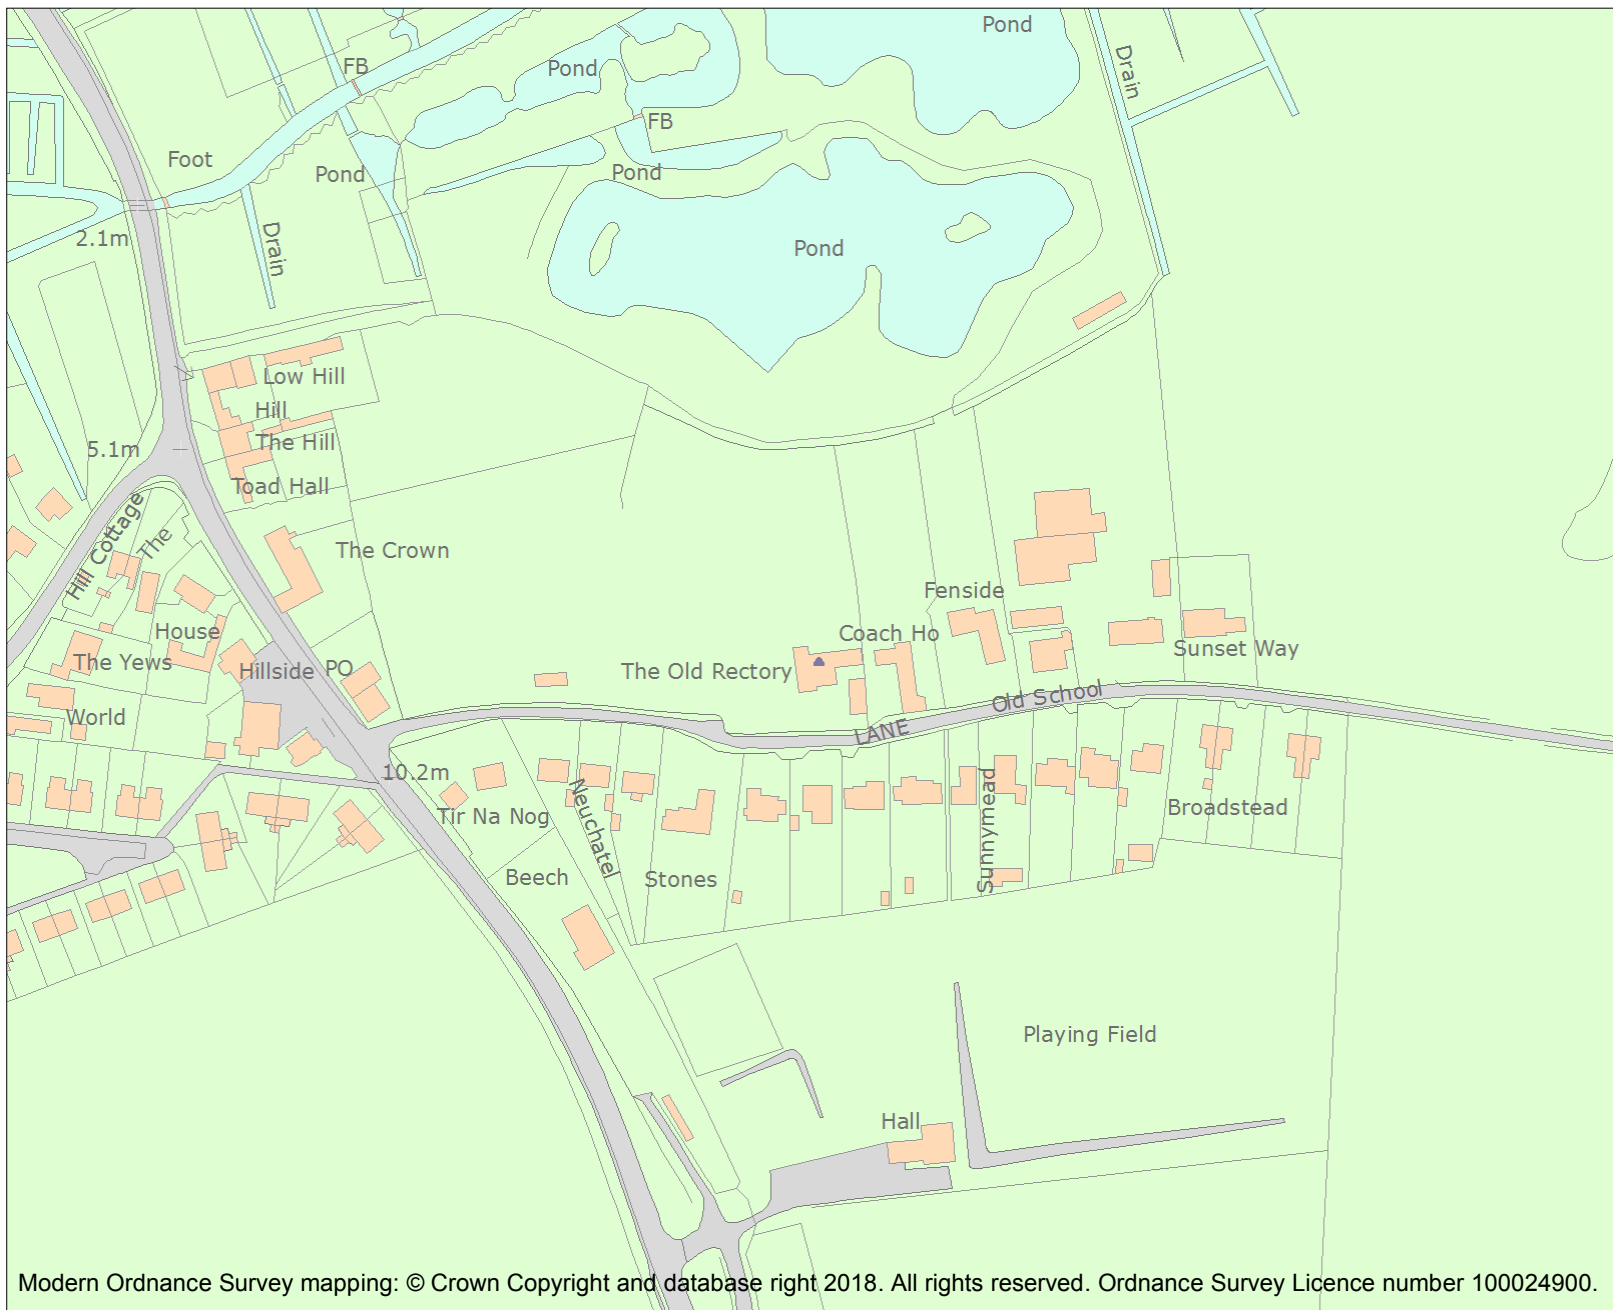 Pond
Drain
FB
Pond
FB
Foot
Pond
Pond
Drain
2.1m
Pond
Low Hill
Hill
The Hill
5.1m
Toad Hall
Hill Cottage
The
The Crown
Fenside
House
Coach Ho
The Yews
Hillside
PO
The Old Rectory
Sunset Way
Old School
World
LANE
10.2m
Tir Na Nog
Neuchatel
Sunnymead
Broadstead
Beech
Stones
Playing Field
Hall
Modern Ordnance Survey mapping: © Crown Copyright and database right 2018. All rights reserved. Ordnance Survey Licence number 100024900.